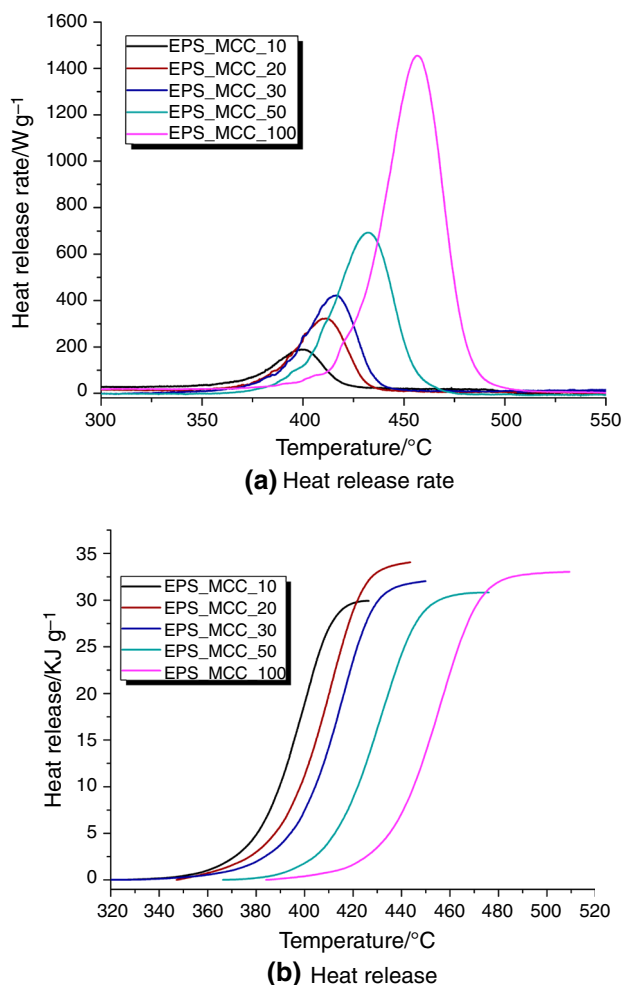 1600
1400
1200
1000
800
600
400
200
0
Heat release rate/W g–1
EPS_MCC_10
EPS_MCC_20
EPS_MCC_30
EPS_MCC_50
EPS_MCC_100
300 350 400 450 500 550
Temperature/°C
(a) Heat release rate
35
30
25
20
15
10
5
0
Heat release/KJ g–1
EPS_MCC_10
EPS_MCC_20
EPS_MCC_30
EPS_MCC_50
EPS_MCC_100
320 340 360 380 400 420 440 460 480 500 520
Temperature/°C
(b) Heat release